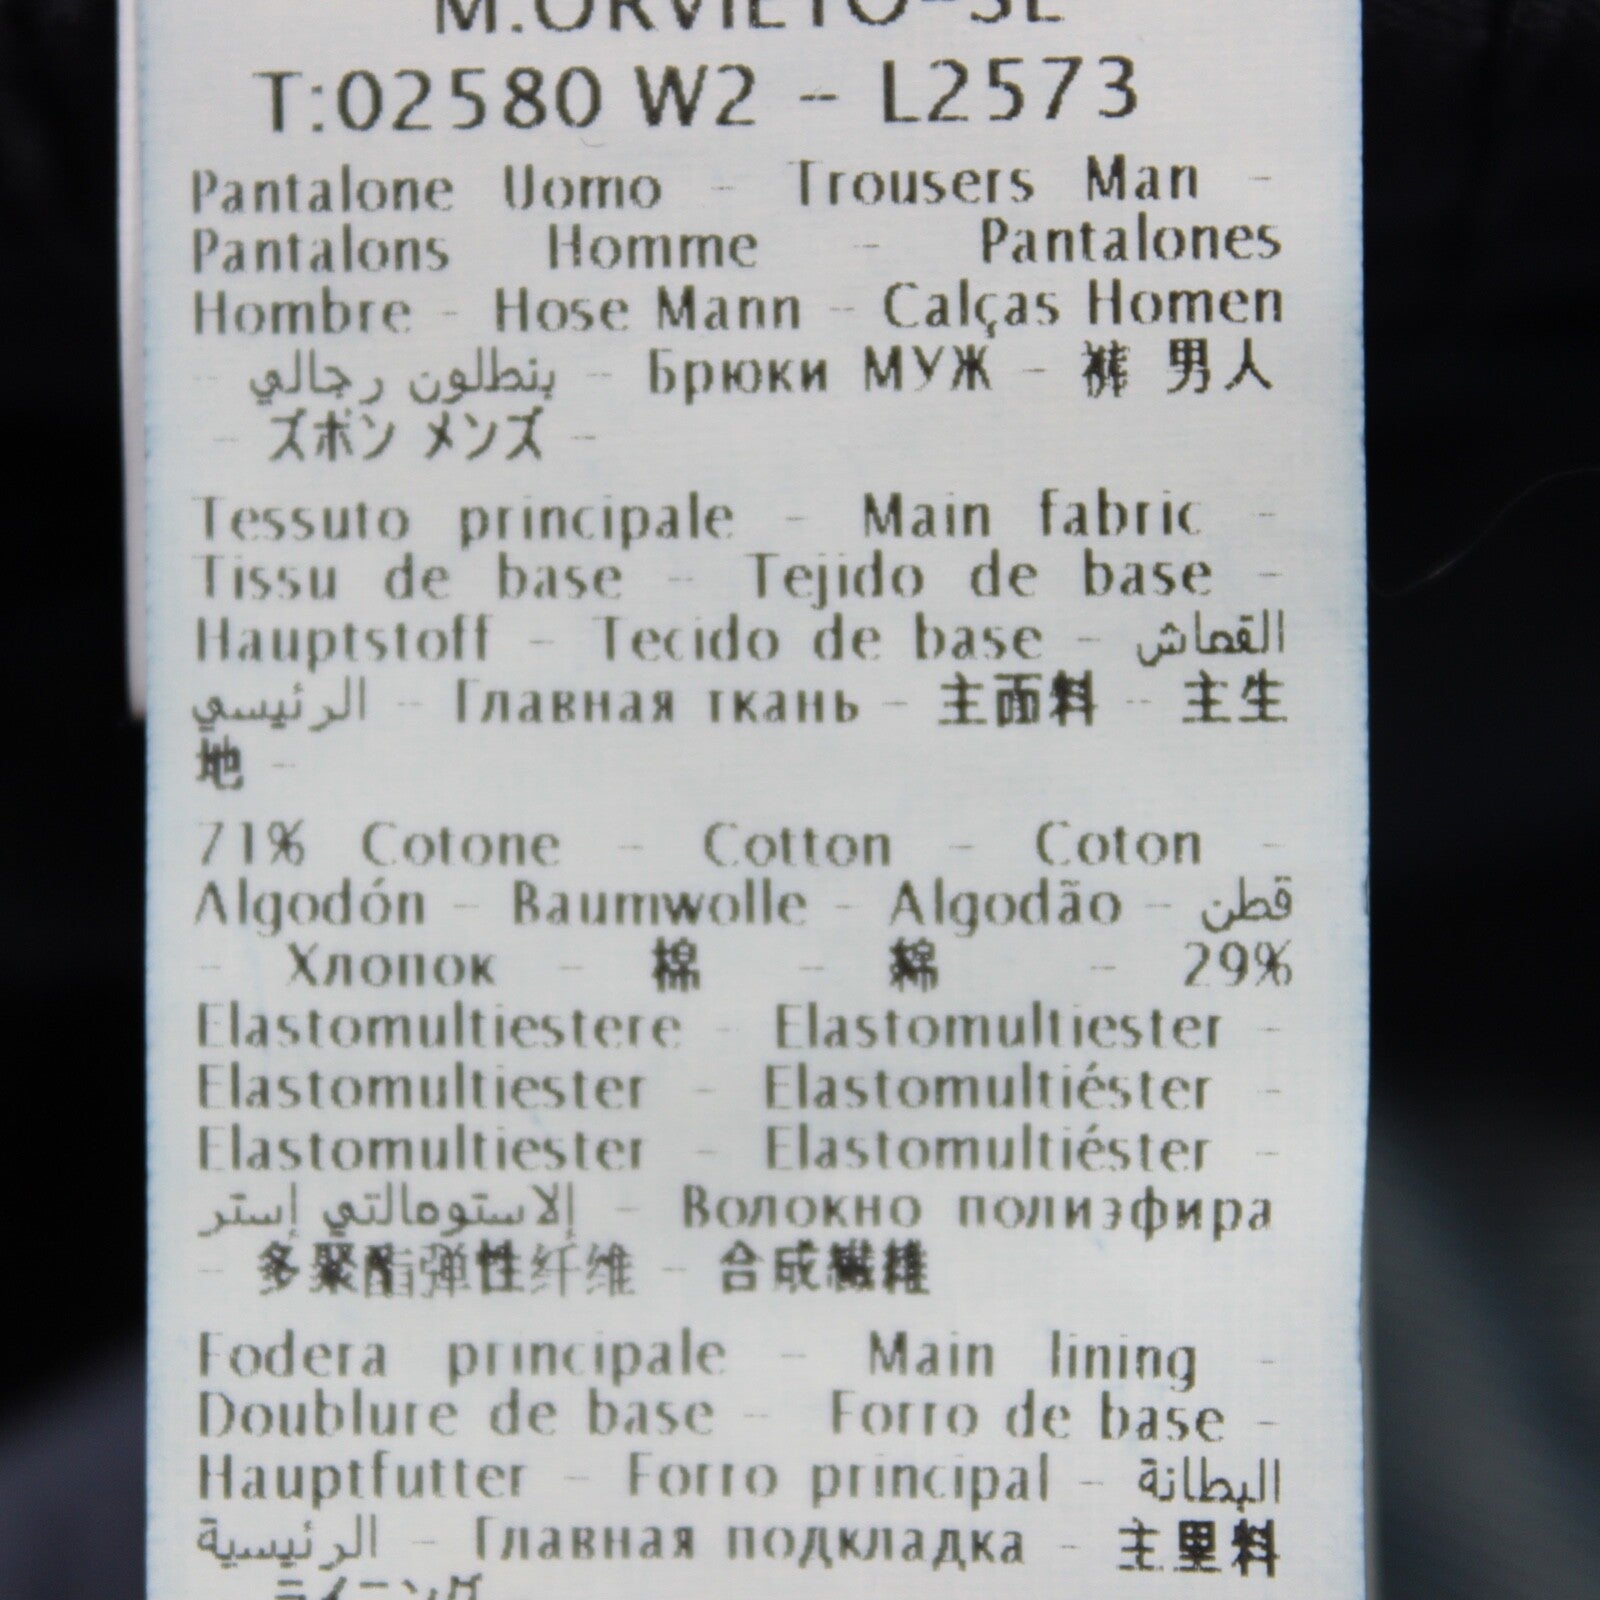 M.ORVIETO-SL
T:02580 W2 - L2573
Pantalone Uomo - Trousers Man -
Pantalons Homme - Pantalones
Hombre - Hose Mann - Calças Homen
- بنطلون رجالي - Брюки МУЖ - 裤 男人
- ズボン メンズ -
Tessuto principale - Main fabric -
Tissu de base - Tejido de base -
Hauptstoff - Tecido de base - القماش
الرئيسي - Главная ткань - 主面料 - 主生
地 -
71% Cotone - Cotton - Coton -
Algodón - Baumwolle - Algodão - قطن
- Хлопок - 棉 - 綿 - 29%
Elastomultiestere - Elastomultiester -
Elastomultiester - Elastomultiéster -
Elastomultiester - Elastomultiéster -
إلاستومالتي إستر - Волокно полиэфира
- 多聚酯弹性纤维 - 合成繊維
Fodera principale - Main lining -
Doublure de base - Forro de base -
Hauptfutter - Forro principal - البطانة
الرئيسية - Главная подкладка - 主里料